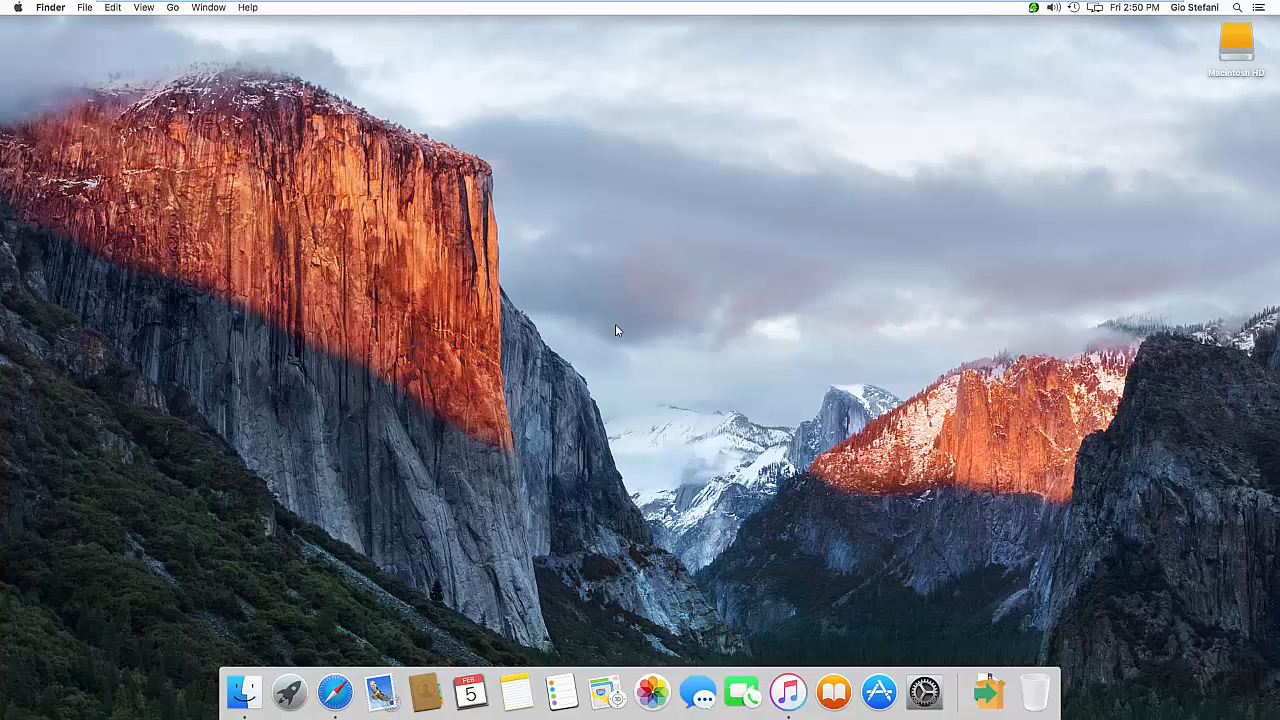 Finder File Edit View Go Window Help
Fri 2:50 PM Gio Stefani
Macintosh HD
FEB
5